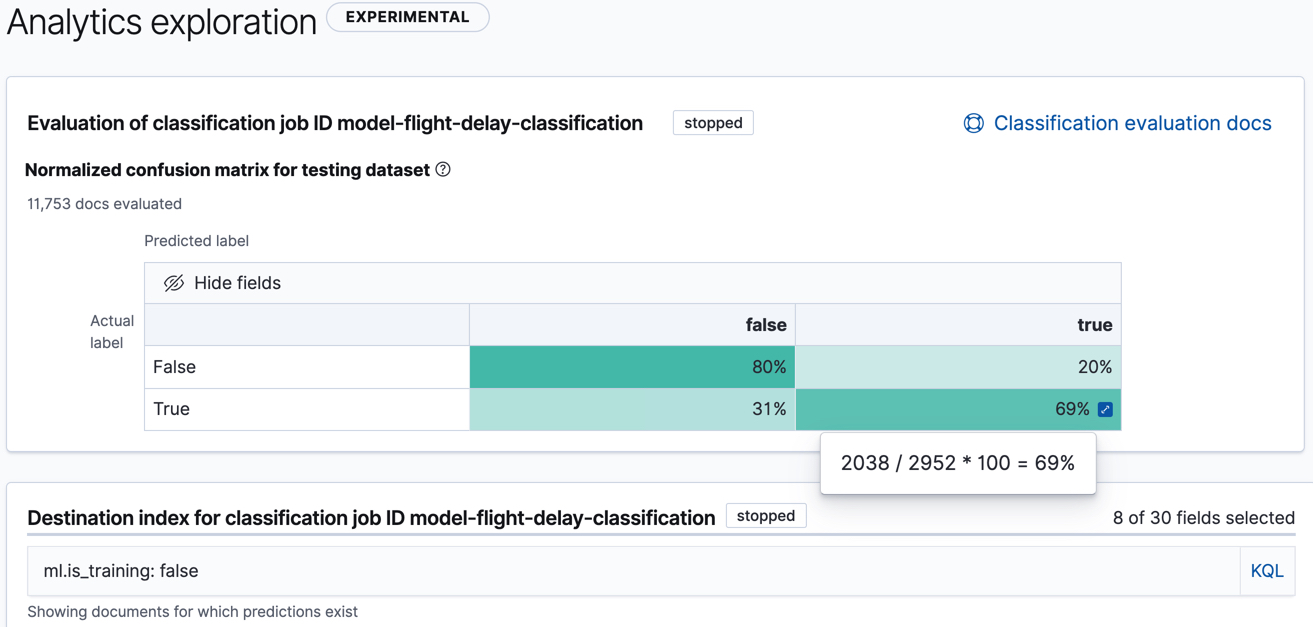 Analytics exploration EXPERIMENTAL
Evaluation of classification job ID model-flight-delay-classification stopped Classification evaluation docs
Normalized confusion matrix for testing dataset ?
11,753 docs evaluated
Predicted label
Hide fields
Actual
label
false true
False 80% 20%
True 31% 69%
2038 / 2952 * 100 = 69%
Destination index for classification job ID model-flight-delay-classification stopped 8 of 30 fields selected
ml.is_training: false KQL
Showing documents for which predictions exist